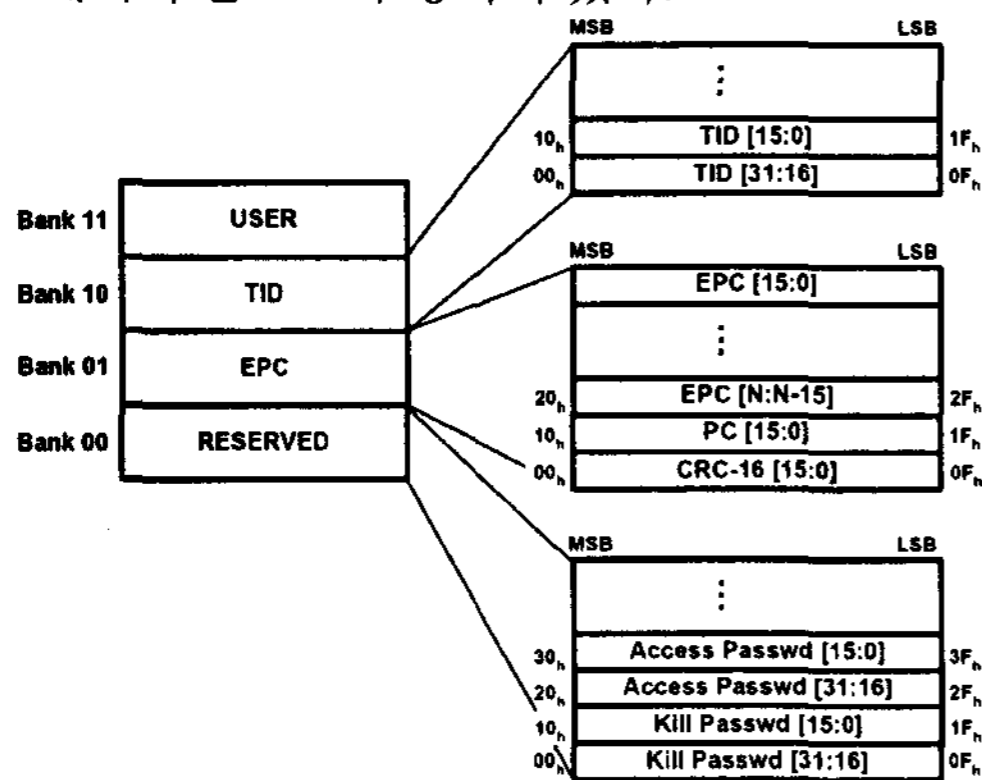 MSB LSB
10h TID [15:0] 1Fh
00h TID [31:16] 0Fh
Bank 11 USER
Bank 10 TID
Bank 01 EPC
Bank 00 RESERVED
MSB LSB
EPC [15:0]
20h EPC [N:N-15] 2Fh
10h PC [15:0] 1Fh
00h CRC-16 [15:0] 0Fh
MSB LSB
30h Access Passwd [15:0] 3Fh
20h Access Passwd [31:16] 2Fh
10h Kill Passwd [15:0] 1Fh
00h Kill Passwd [31:16] 0Fh